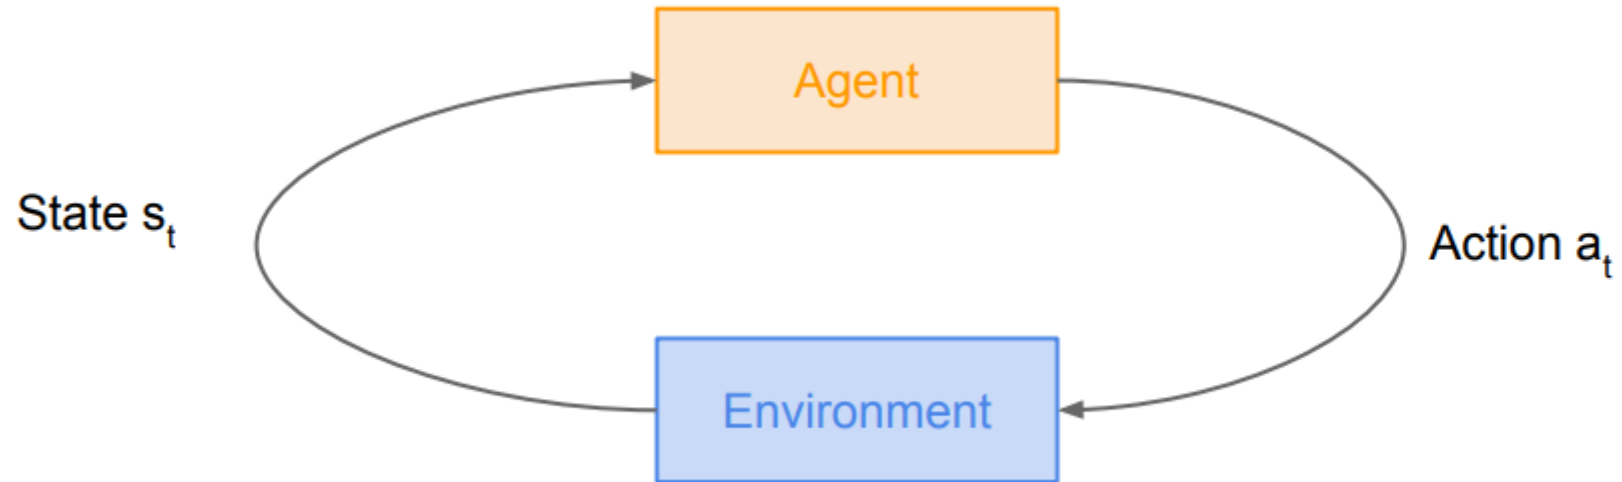 Agent
State sₜ
Action aₜ
Environment